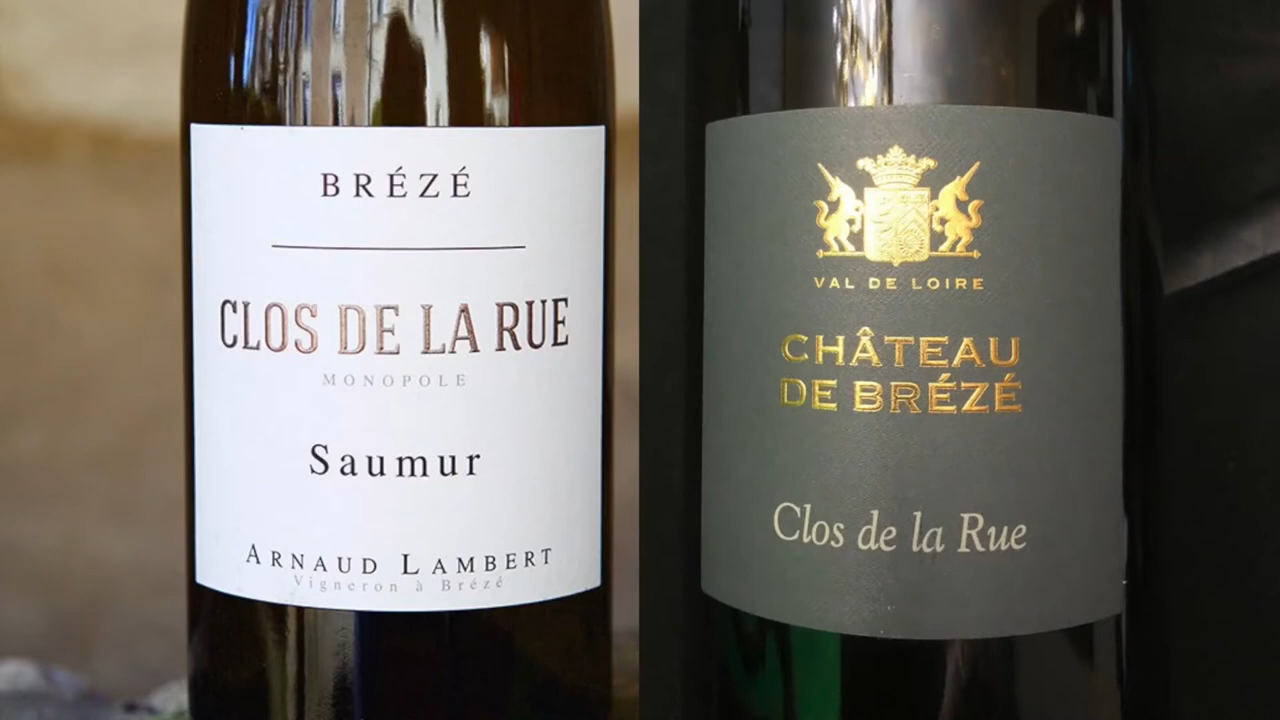 BRÉZÉ
CLOS DE LA RUE
MONOPOLE
Saumur
ARNAUD LAMBERT
Vigneron à Brézé
VAL DE LOIRE
CHÂTEAU
DE BRÉZÉ
Clos de la Rue